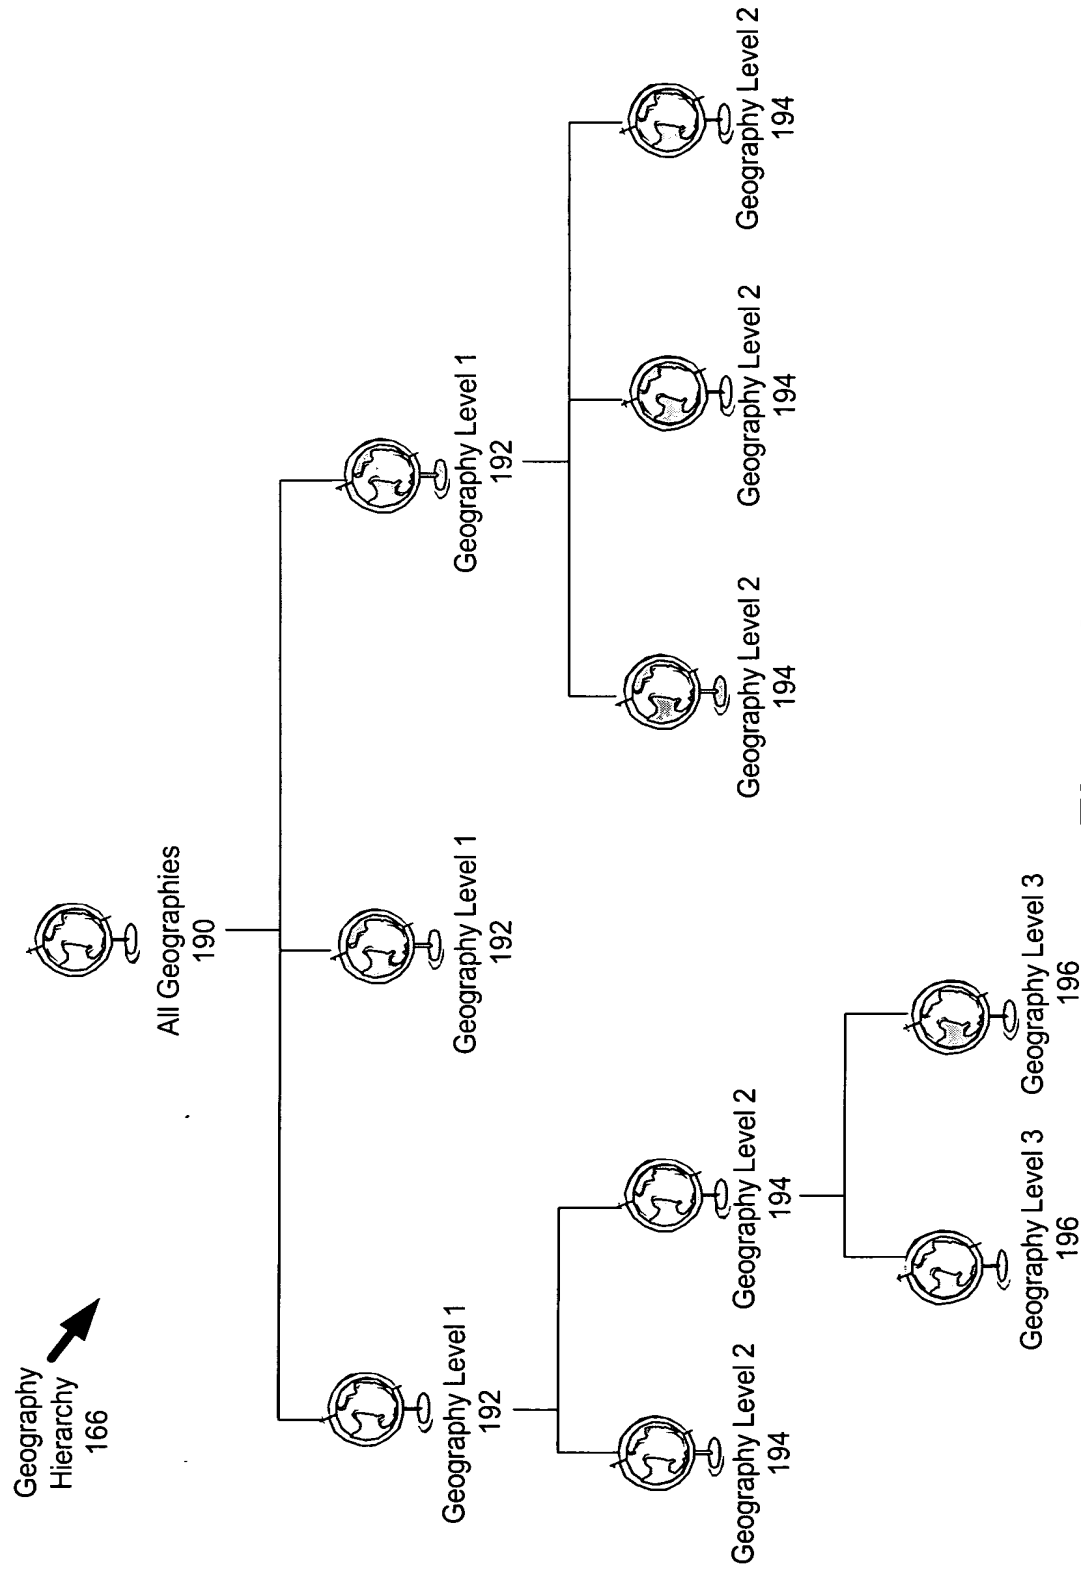 Geography
Hierarchy
166
All Geographies
190
Geography Level 1
192
Geography Level 1
192
Geography Level 1
192
Geography Level 2
194
Geography Level 2
194
Geography Level 2
194
Geography Level 2
194
Geography Level 2
194
Geography Level 3
196
Geography Level 3
196